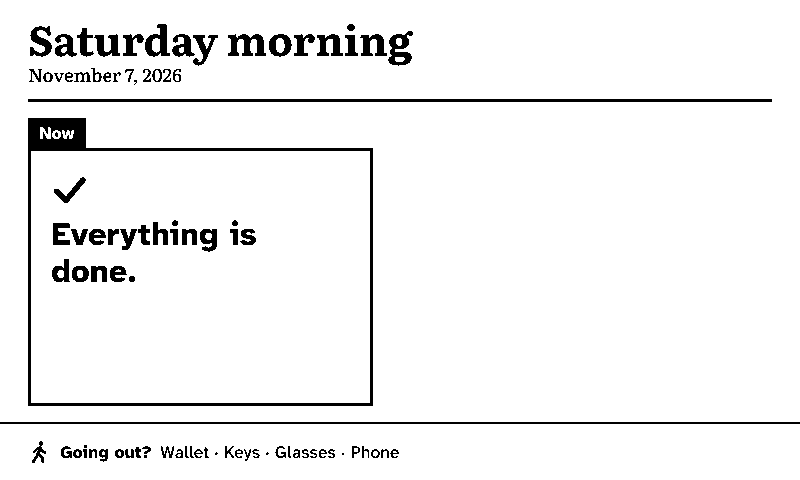 Saturday morning
November 7, 2026
Now
Everything is
done.
Going out? Wallet · Keys · Glasses · Phone